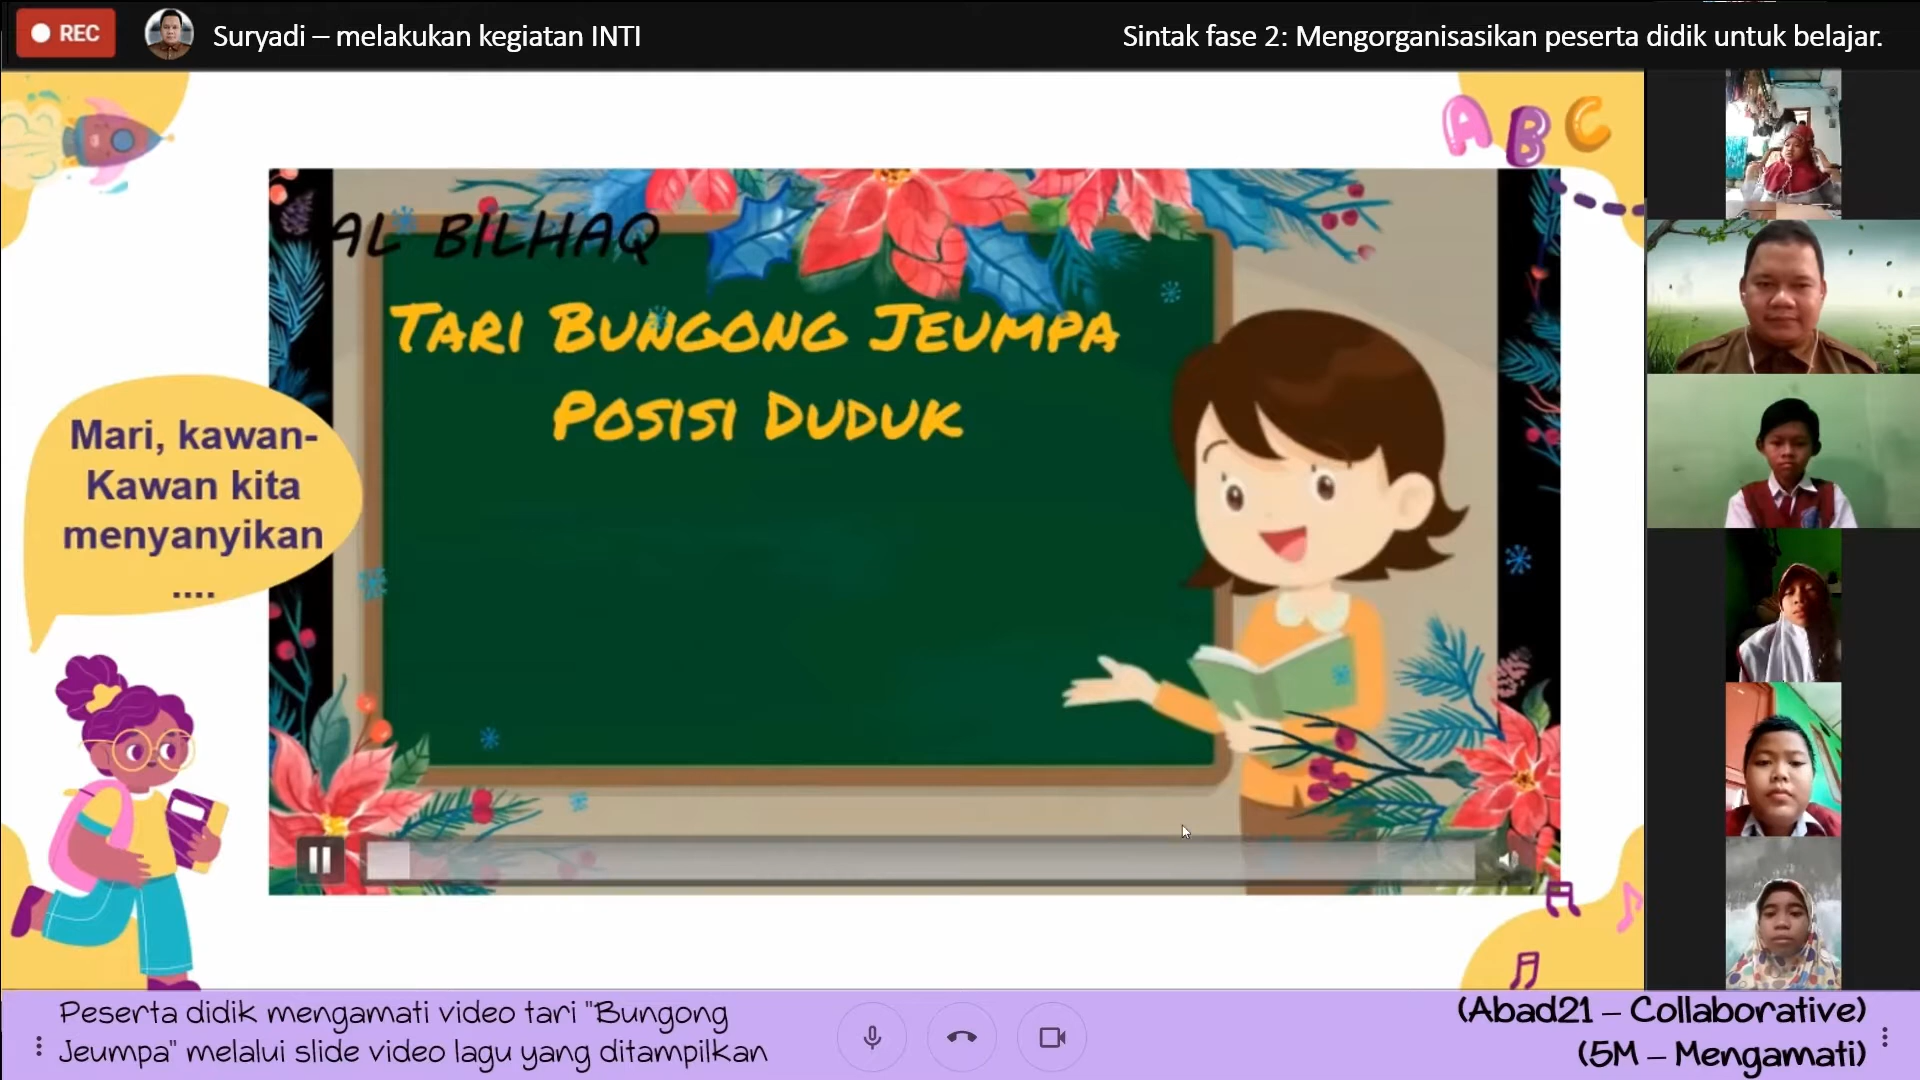 REC
Suryadi – melakukan kegiatan INTI
Sintak fase 2: Mengorganisasikan peserta didik untuk belajar.
ABC
AL BILHAQ
TARI BUNGONG JEUMPA
POSISI DUDUK
Mari, kawan-
Kawan kita
menyanyikan
....
Peserta didik mengamati video tari "Bungong
Jeumpa" melalui slide video lagu yang ditampilkan
(Abad21 – Collaborative)
(5M – Mengamati)